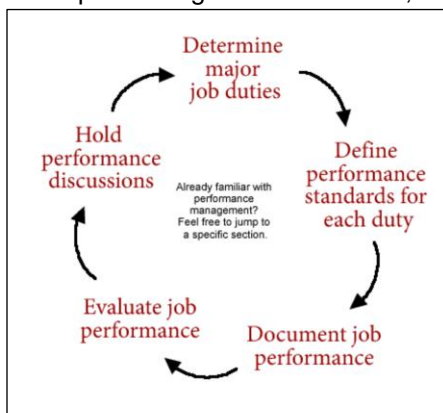 Determine
major
job duties
Define
performance
standards for
each duty
Document job
performance
Evaluate job
performance
Hold
performance
discussions
Already familiar with
performance
management?
Feel free to jump to
a specific section.